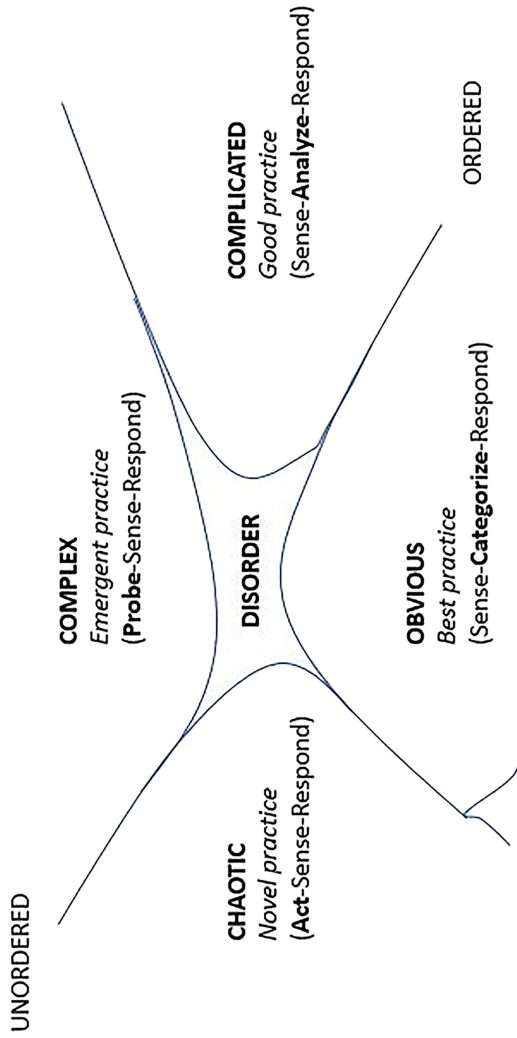 UNORDERED
COMPLEX
Emergent practice
(Probe-Sense-Respond)
CHAOTIC
Novel practice
(Act-Sense-Respond)
DISORDER
COMPLICATED
Good practice
(Sense-Analyze-Respond)
OBVIOUS
Best practice
(Sense-Categorize-Respond)
ORDERED